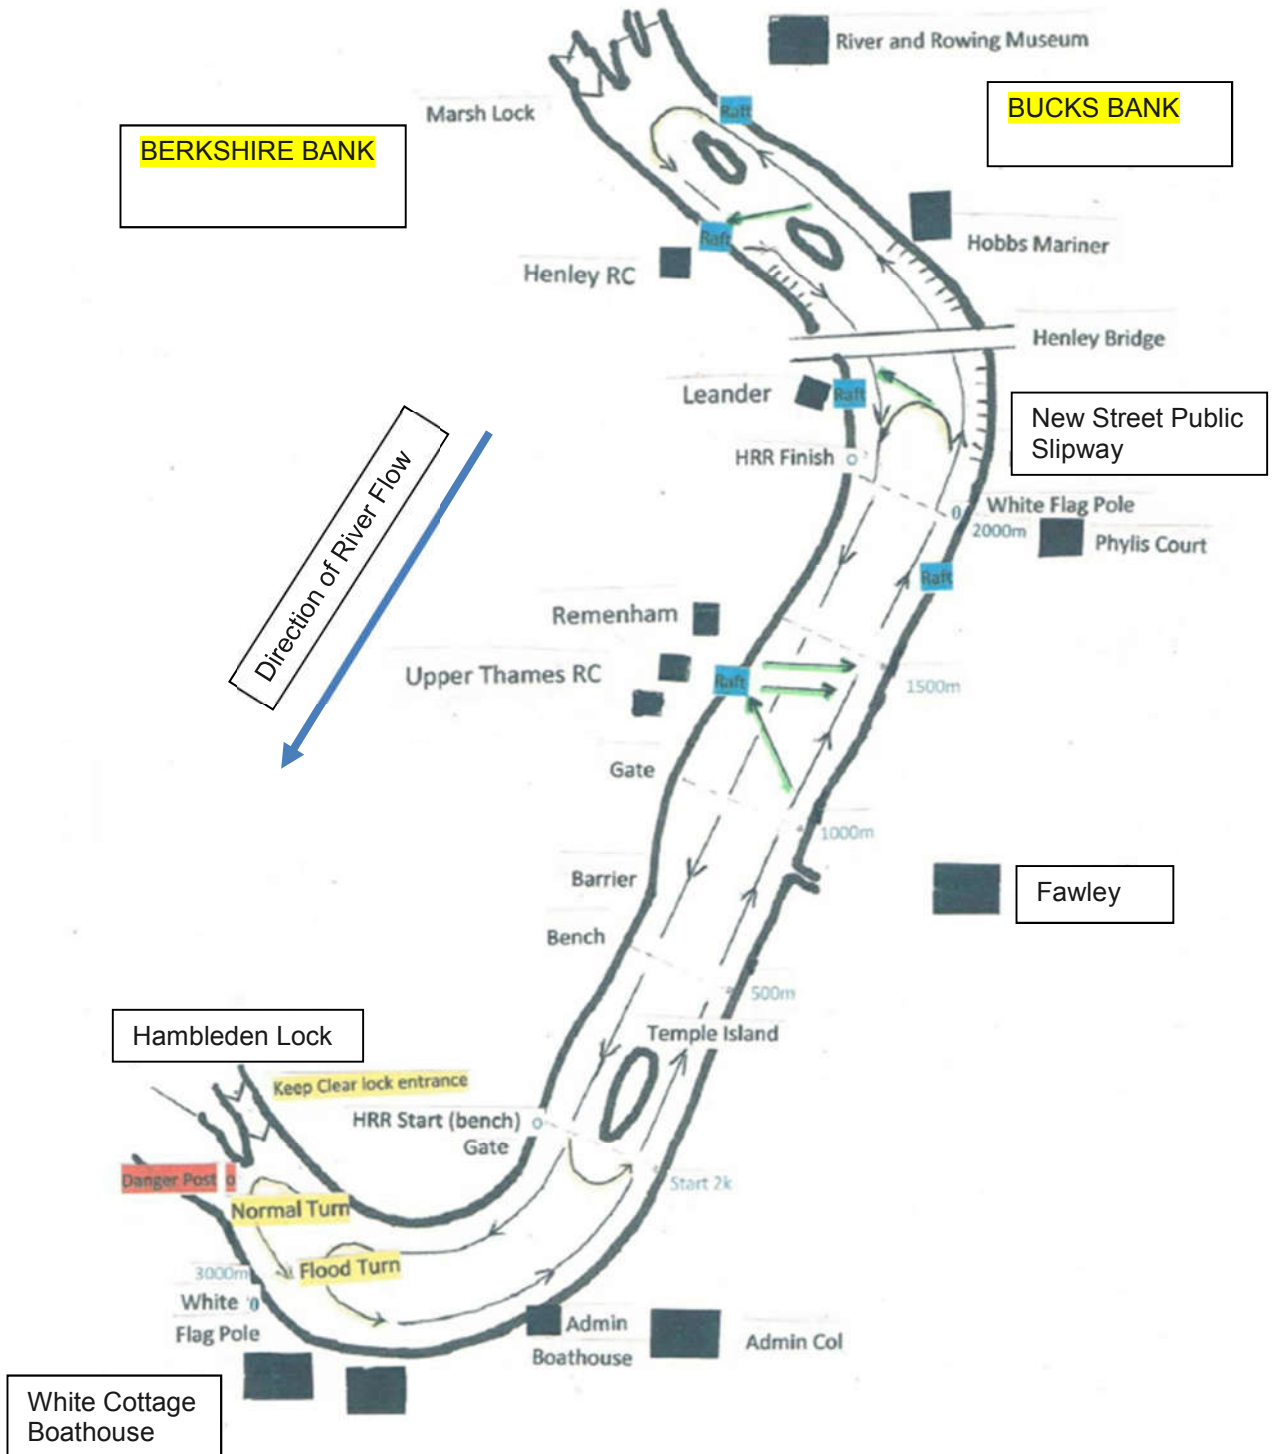 River and Rowing Museum
BUCKS BANK
Raft
Marsh Lock
BERKSHIRE BANK
Hobbs Mariner
Raft
Henley RC
Henley Bridge
Leander
Raft
New Street Public
Slipway
HRR Finish
White Flag Pole
2000m
Phylis Court
Direction of River Flow
Raft
Remenham
Upper Thames RC
Raft
1500m
Gate
1000m
Barrier
Fawley
Bench
500m
Hambleden Lock
Temple Island
Keep Clear lock entrance
HRR Start (bench)
Gate
Danger Post
Start 2k
Normal Turn
Flood Turn
3000m
White
Flag Pole
Admin
Boathouse
Admin Col
White Cottage
Boathouse